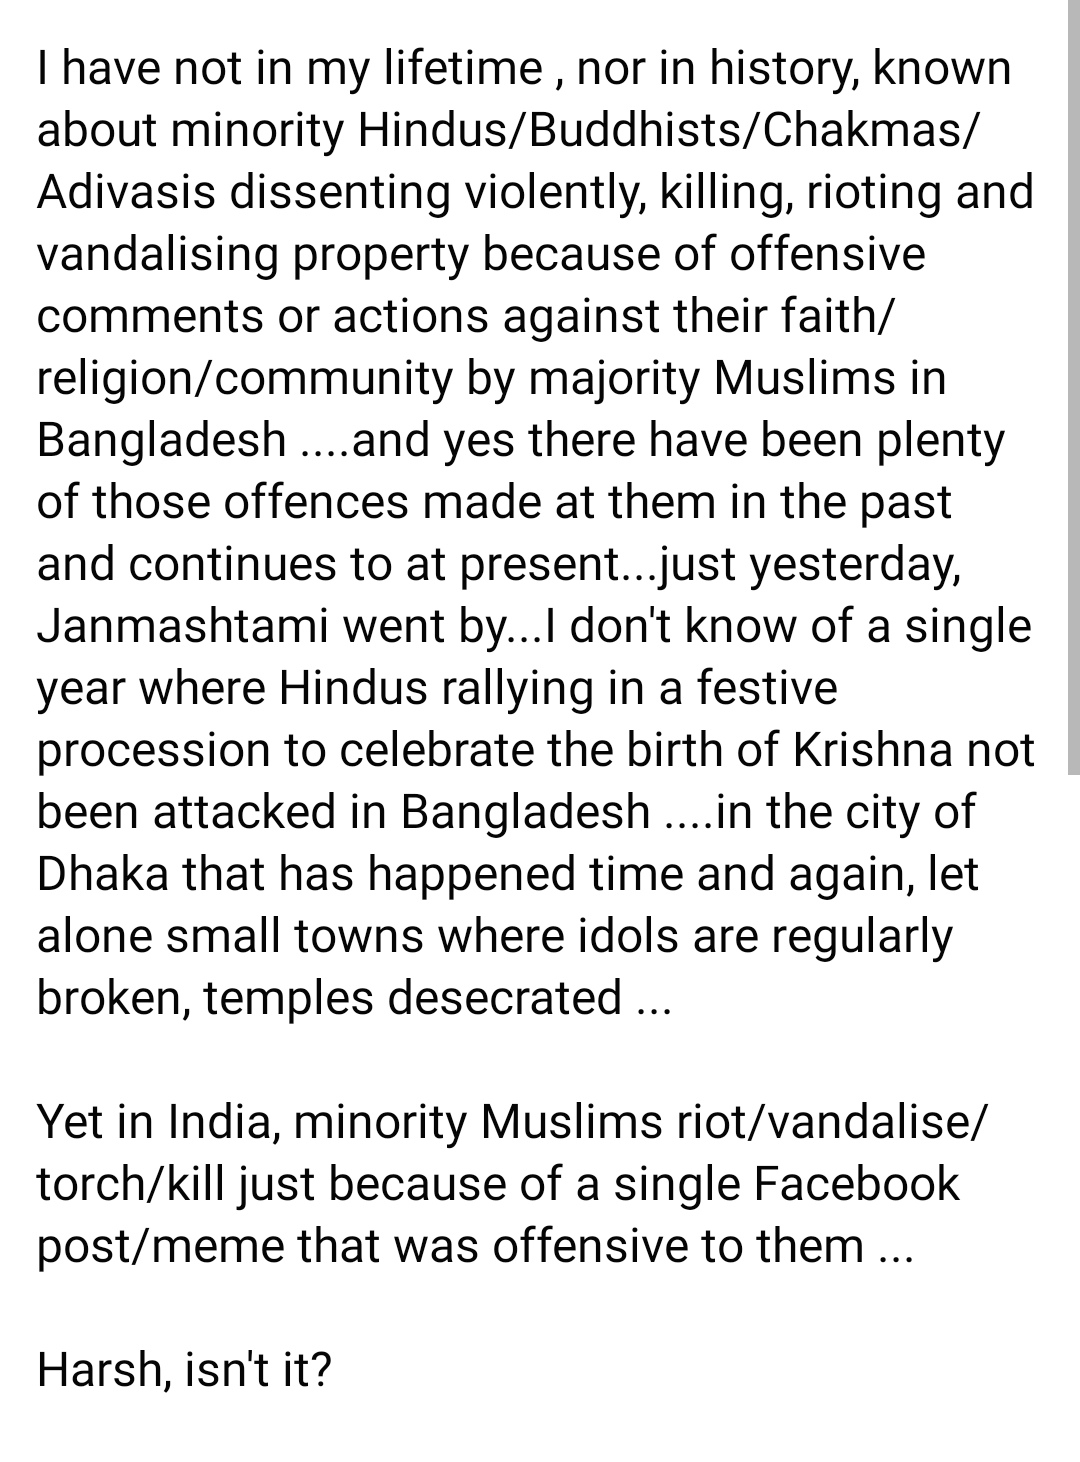 I have not in my lifetime , nor in history, known
about minority Hindus/Buddhists/Chakmas/
Adivasis dissenting violently, killing, rioting and
vandalising property because of offensive
comments or actions against their faith/
religion/community by majority Muslims in
Bangladesh ....and yes there have been plenty
of those offences made at them in the past
and continues to at present...just yesterday,
Janmashtami went by...I don't know of a single
year where Hindus rallying in a festive
procession to celebrate the birth of Krishna not
been attacked in Bangladesh ....in the city of
Dhaka that has happened time and again, let
alone small towns where idols are regularly
broken, temples desecrated ...
Yet in India, minority Muslims riot/vandalise/
torch/kill just because of a single Facebook
post/meme that was offensive to them ...
Harsh, isn't it?